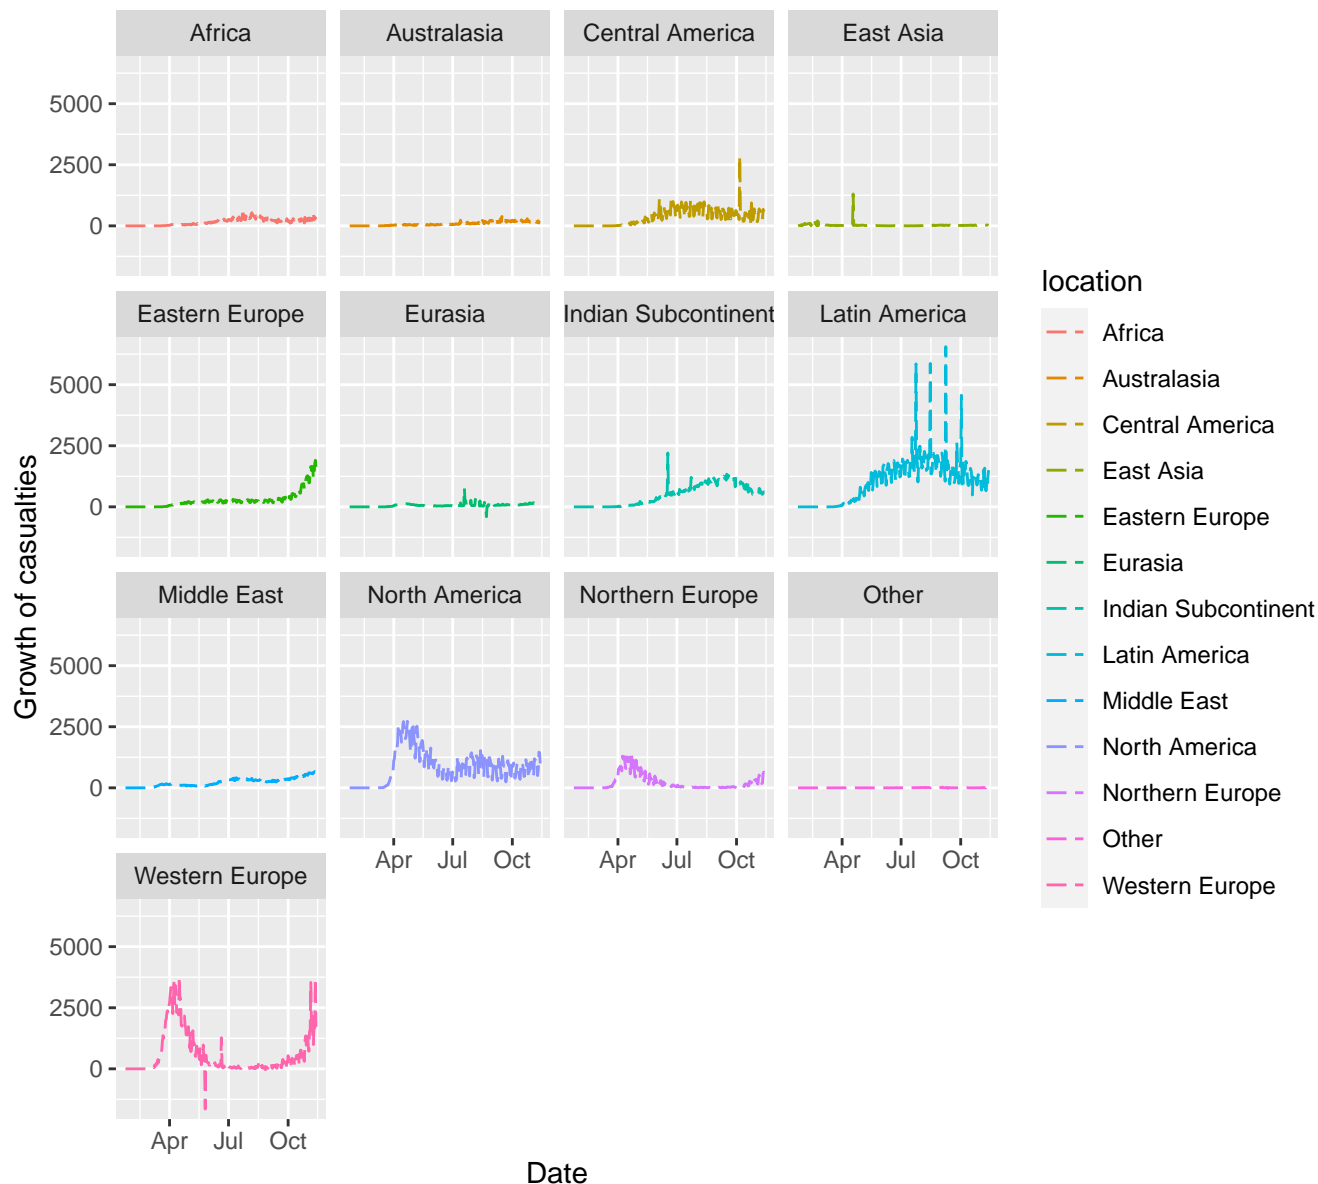 Africa
Australasia
Central America
East Asia
5000
2500
0
Eastern Europe
Eurasia
Indian Subcontinent
Latin America
5000
2500
0
Middle East
North America
Northern Europe
Other
5000
2500
0
Apr Jul Oct
Apr Jul Oct
Apr Jul Oct
Western Europe
5000
2500
0
Apr Jul Oct
Date
Growth of casualties
location
Africa
Australasia
Central America
East Asia
Eastern Europe
Eurasia
Indian Subcontinent
Latin America
Middle East
North America
Northern Europe
Other
Western Europe